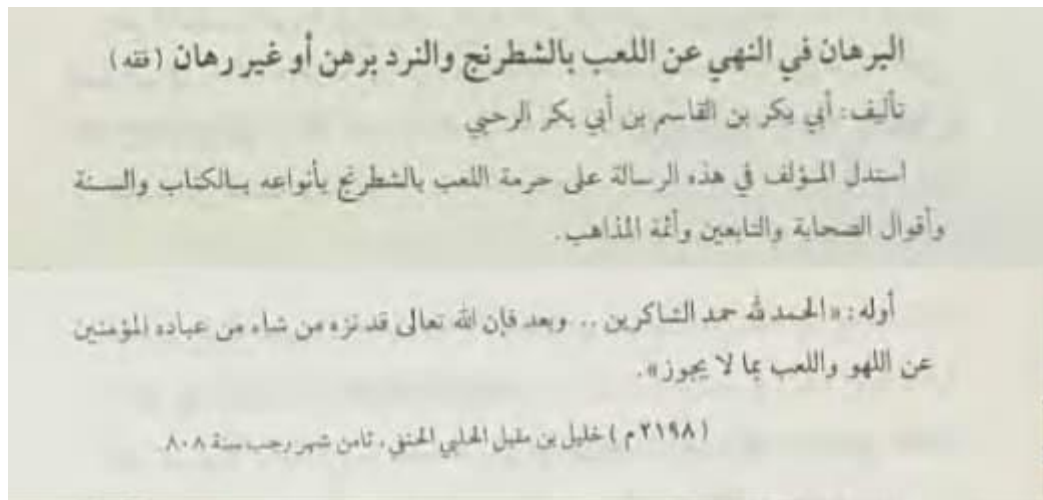 البرهان في النهي عن اللعب بالشطرنج والنرد برهن أو غير رهان (فقه)
تأليف: أبي بكر بن القاسم بن أبي بكر الرحبي
استدل المؤلف في هذه الرسالة على حرمة اللعب بالشطرنج بأنواعه بالكتاب والسنة
وأقوال الصحابة والتابعين وأئمة المذاهب.
أوله: «الحمد لله حمد الشاكرين .. وبعد فإن الله تعالى قد نزه من شاء من عباده المؤمنين
عن اللهو واللعب بما لا يجوز».
(٢١٩٨ م) خليل بن مقبل الحلبي الحنفي، ثامن شهر رجب سنة ٨٠٨.